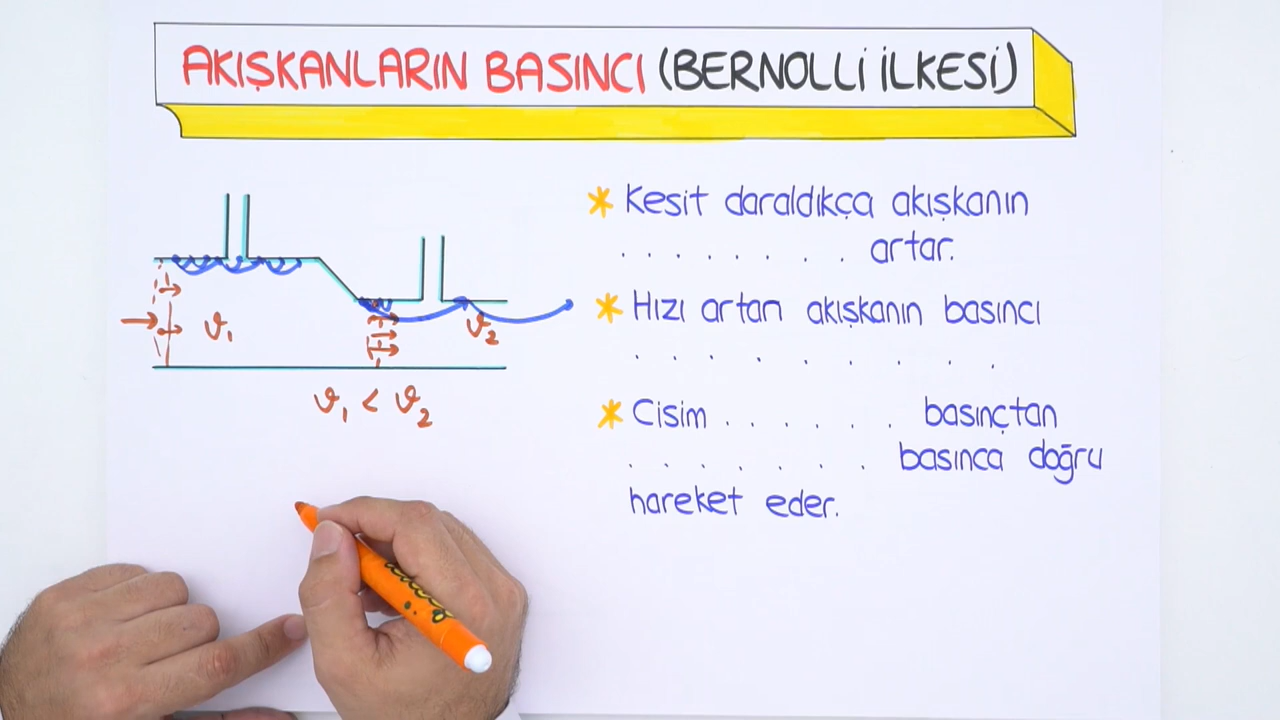 AKIŞKANLARIN BASINCI (BERNOLLİ İLKESİ)
* Kesit daraldıkça akışkanın
. . . . . . . . artar.
* Hızı artan akışkanın basıncı
. . . . . . . . . .
* Cisim . . . . . . basınçtan
. . . . . . . basınca doğru
hareket eder.
ϑ₁
ϑ₂
ϑ₁ < ϑ₂